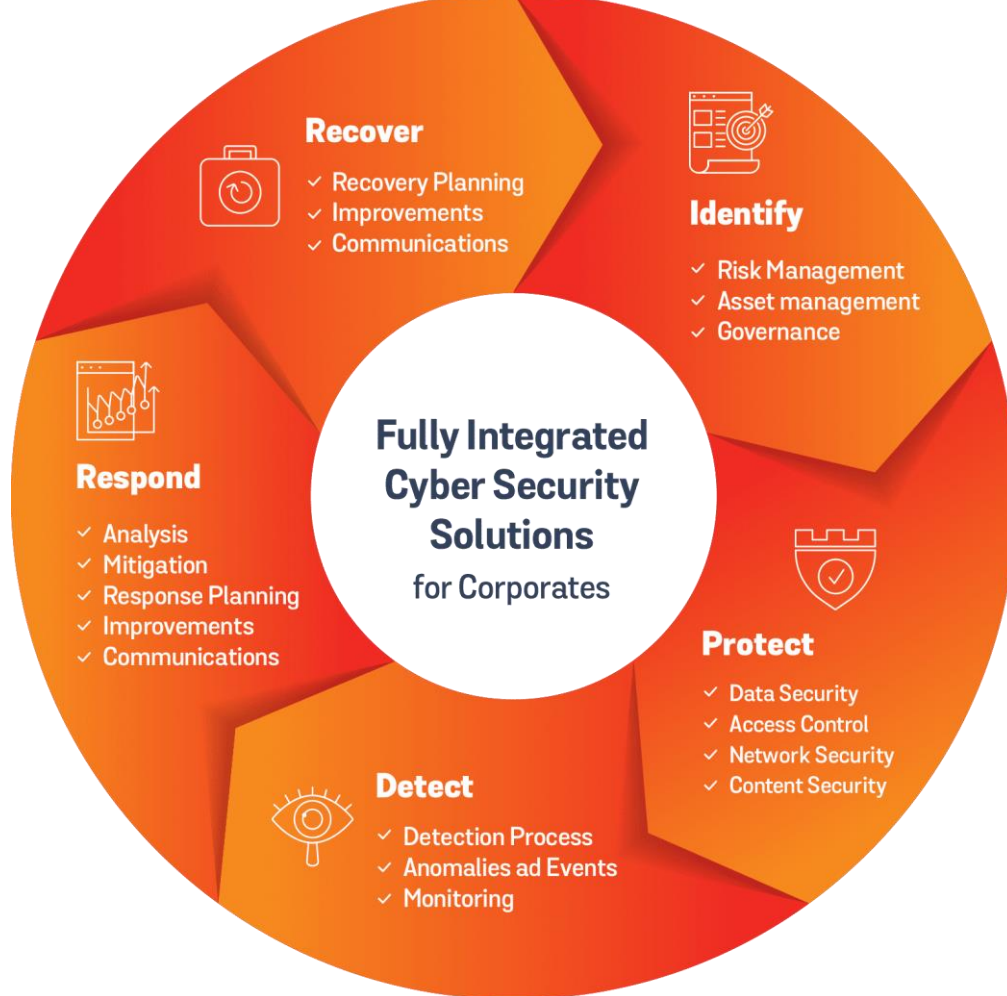 Fully Integrated
Cyber Security
Solutions
for Corporates
Identify
Risk Management
Asset management
Governance
Protect
Data Security
Access Control
Network Security
Content Security
Detect
Detection Process
Anomalies ad Events
Monitoring
Respond
Analysis
Mitigation
Response Planning
Improvements
Communications
Recover
Recovery Planning
Improvements
Communications